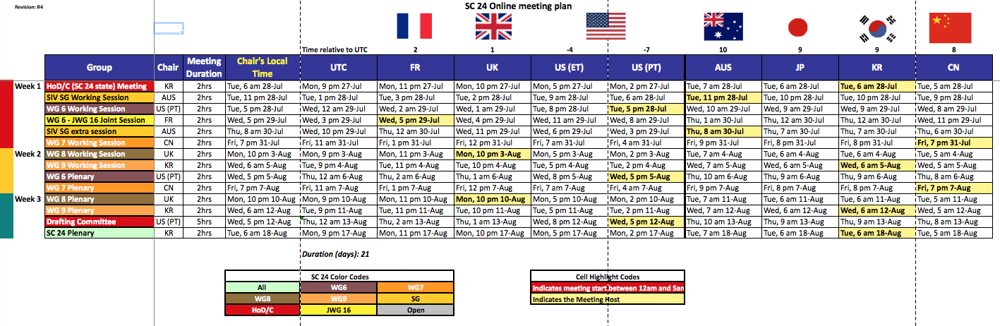 Revision: R4
SC 24 Online meeting plan
Time relative to UTC 2 1 -4 -7 10 9 9 8
Group Chair Meeting Duration Chair's Local Time UTC FR UK US (ET) US (PT) AUS JP KR CN
Week 1 HoD/C (SC 24 state) Meeting KR 2hrs Tue, 6 am 28-Jul Mon, 9 pm 27-Jul Mon, 11 pm 27-Jul Mon, 10 pm 27-Jul Mon, 5 pm 27-Jul Mon, 2 pm 27-Jul Tue, 7 am 28-Jul Tue, 6 am 28-Jul Tue, 6 am 28-Jul Tue, 5 am 28-Jul
SIV SG Working Session AUS 2hrs Tue, 11 pm 28-Jul Tue, 1 pm 28-Jul Tue, 3 pm 28-Jul Tue, 2 pm 28-Jul Tue, 9 am 28-Jul Tue, 6 am 28-Jul Tue, 11 pm 28-Jul Tue, 10 pm 28-Jul Tue, 10 pm 28-Jul Tue, 9 pm 28-Jul
WG 6 Working Session US (PT) 2hrs Tue, 5 pm 28-Jul Wed, 12 am 29-Jul Wed, 2 am 29-Jul Wed, 1 am 29-Jul Tue, 8 pm 28-Jul Tue, 5 pm 28-Jul Wed, 10 am 29-Jul Wed, 9 am 29-Jul Wed, 9 am 29-Jul Wed, 8 am 29-Jul
WG 6 - JWG 16 Joint Session FR 2hrs Wed, 5 pm 29-Jul Wed, 3 pm 29-Jul Wed, 5 pm 29-Jul Wed, 4 pm 29-Jul Wed, 11 am 29-Jul Wed, 8 am 29-Jul Thu, 1 am 30-Jul Thu, 12 am 30-Jul Thu, 12 am 30-Jul Wed, 11 pm 29-Jul
SIV SG extra session AUS 2hrs Thu, 8 am 30-Jul Wed, 10 pm 29-Jul Thu, 12 am 30-Jul Wed, 11 pm 29-Jul Wed, 6 pm 29-Jul Wed, 3 pm 29-Jul Thu, 8 am 30-Jul Thu, 7 am 30-Jul Thu, 7 am 30-Jul Thu, 6 am 30-Jul
WG 7 Working Session CN 2hrs Fri, 7 pm 31-Jul Fri, 11 am 31-Jul Fri, 1 pm 31-Jul Fri, 12 pm 31-Jul Fri, 7 am 31-Jul Fri, 4 am 31-Jul Fri, 9 pm 31-Jul Fri, 8 pm 31-Jul Fri, 8 pm 31-Jul Fri, 7 pm 31-Jul
Week 2 WG 8 Working Session UK 2hrs Mon, 10 pm 3-Aug Mon, 9 pm 3-Aug Mon, 11 pm 3-Aug Mon, 10 pm 3-Aug Mon, 5 pm 3-Aug Mon, 2 pm 3-Aug Tue, 7 am 4-Aug Tue, 6 am 4-Aug Tue, 6 am 4-Aug Tue, 5 am 4-Aug
WG 9 Working Session KR 2hrs Wed, 6 am 5-Aug Tue, 9 pm 4-Aug Tue, 11 pm 4-Aug Tue, 10 pm 4-Aug Tue, 5 pm 4-Aug Tue, 2 pm 4-Aug Wed, 7 am 5-Aug Wed, 6 am 5-Aug Wed, 6 am 5-Aug Wed, 5 am 5-Aug
WG 6 Plenary US (PT) 2hrs Wed, 5 pm 5-Aug Thu, 12 am 6-Aug Thu, 2 am 6-Aug Thu, 1 am 6-Aug Wed, 8 pm 5-Aug Wed, 5 pm 5-Aug Thu, 10 am 6-Aug Thu, 9 am 6-Aug Thu, 9 am 6-Aug Thu, 8 am 6-Aug
WG 7 Plenary CN 2hrs Fri, 7 pm 7-Aug Fri, 11 am 7-Aug Fri, 1 pm 7-Aug Fri, 12 pm 7-Aug Fri, 7 am 7-Aug Fri, 4 am 7-Aug Fri, 9 pm 7-Aug Fri, 8 pm 7-Aug Fri, 8 pm 7-Aug Fri, 7 pm 7-Aug
Week 3 WG 8 Plenary UK 2hrs Mon, 10 pm 10-Aug Mon, 9 pm 10-Aug Mon, 11 pm 10-Aug Mon, 10 pm 10-Aug Mon, 5 pm 10-Aug Mon, 2 pm 10-Aug Tue, 7 am 11-Aug Tue, 6 am 11-Aug Tue, 6 am 11-Aug Tue, 5 am 11-Aug
WG 9 Plenary KR 2hrs Wed, 6 am 12-Aug Tue, 9 pm 11-Aug Tue, 11 pm 11-Aug Tue, 10 pm 11-Aug Tue, 5 pm 11-Aug Tue, 2 pm 11-Aug Wed, 7 am 12-Aug Wed, 6 am 12-Aug Wed, 6 am 12-Aug Wed, 5 am 12-Aug
Drafting Committee US (PT) 5hrs Wed, 5 pm 12-Aug Thu, 12 am 13-Aug Thu, 2 am 13-Aug Thu, 1 am 13-Aug Wed, 8 pm 12-Aug Wed, 5 pm 12-Aug Thu, 10 am 13-Aug Thu, 9 am 13-Aug Thu, 9 am 13-Aug Thu, 8 am 13-Aug
SC 24 Plenary KR 2hrs Tue, 6 am 18-Aug Mon, 9 pm 17-Aug Mon, 11 pm 17-Aug Mon, 10 pm 17-Aug Mon, 5 pm 17-Aug Mon, 2 pm 17-Aug Tue, 7 am 18-Aug Tue, 6 am 18-Aug Tue, 6 am 18-Aug Tue, 5 am 18-Aug
Duration (days): 21
SC 24 Color Codes
All WG6 WG7
WG8 WG9 SG
HoD/C JWG 16 Open
Cell Highlight Codes
Indicates meeting start between 12am and 5am
Indicates the Meeting Host